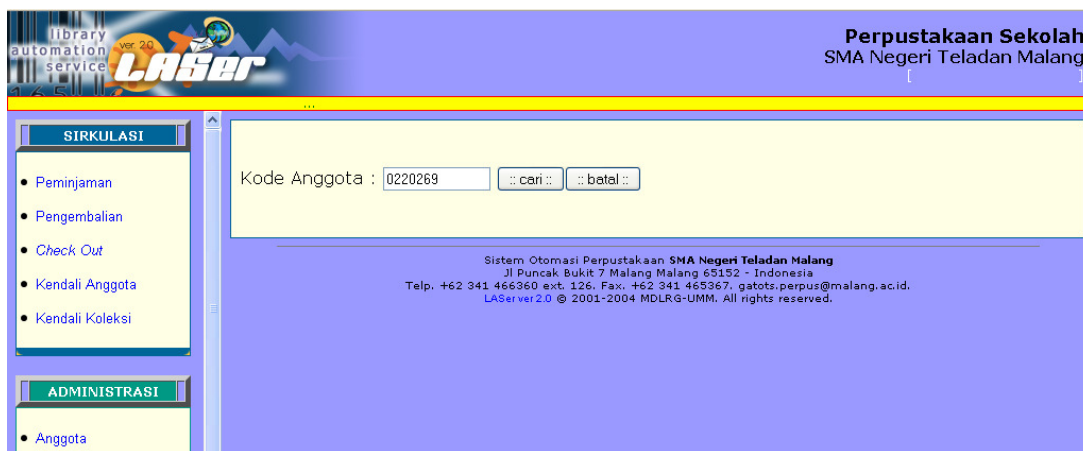 library
automation
service
ver. 2.0
LASer
Perpustakaan Sekolah
SMA Negeri Teladan Malang
[ ]
...
SIRKULASI
• Peminjaman
• Pengembalian
• Check Out
• Kendali Anggota
• Kendali Koleksi
ADMINISTRASI
• Anggota
Kode Anggota : 0220269 :: cari :: :: batal ::
Sistem Otomasi Perpustakaan SMA Negeri Teladan Malang
Jl Puncak Bukit 7 Malang Malang 65152 - Indonesia
Telp. +62 341 466360 ext. 126. Fax. +62 341 465367. gatots.perpus@malang.ac.id.
LASer ver 2.0 @ 2001-2004 MDLRG-UMM. All rights reserved.